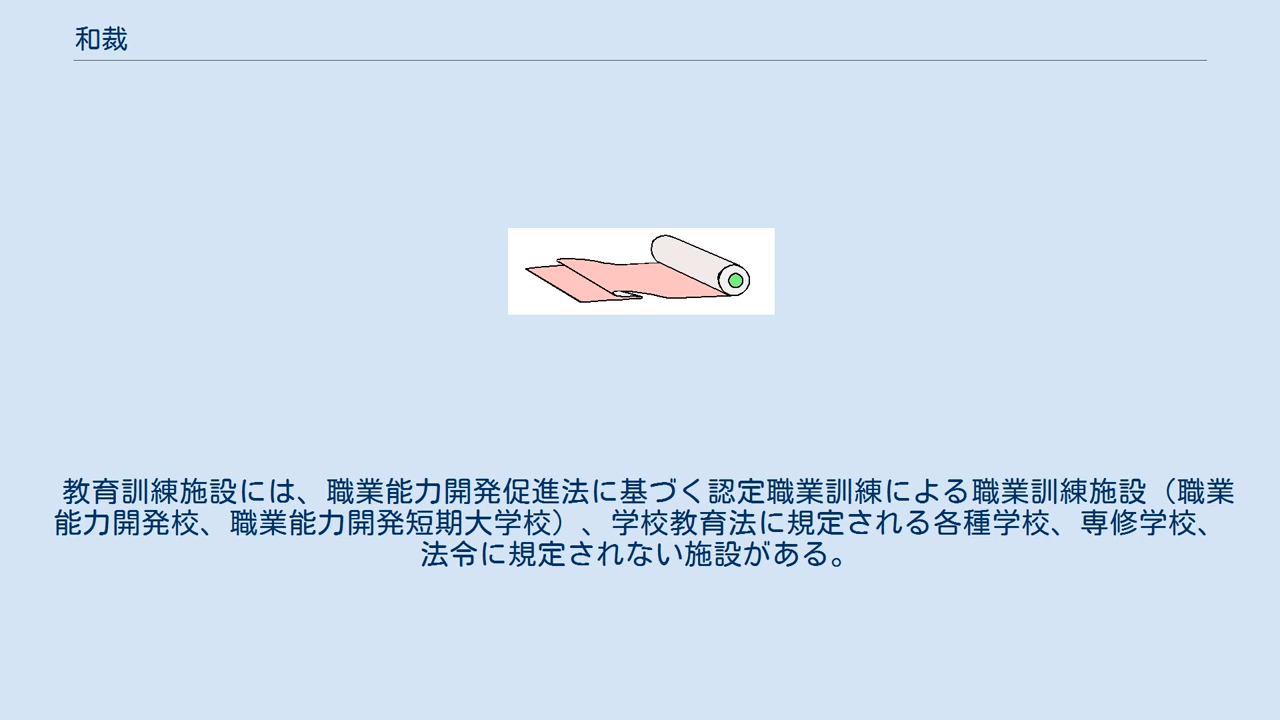 和裁
教育訓練施設には、職業能力開発促進法に基づく認定職業訓練による職業訓練施設（職業
能力開発校、職業能力開発短期大学校）、学校教育法に規定される各種学校、専修学校、
法令に規定されない施設がある。